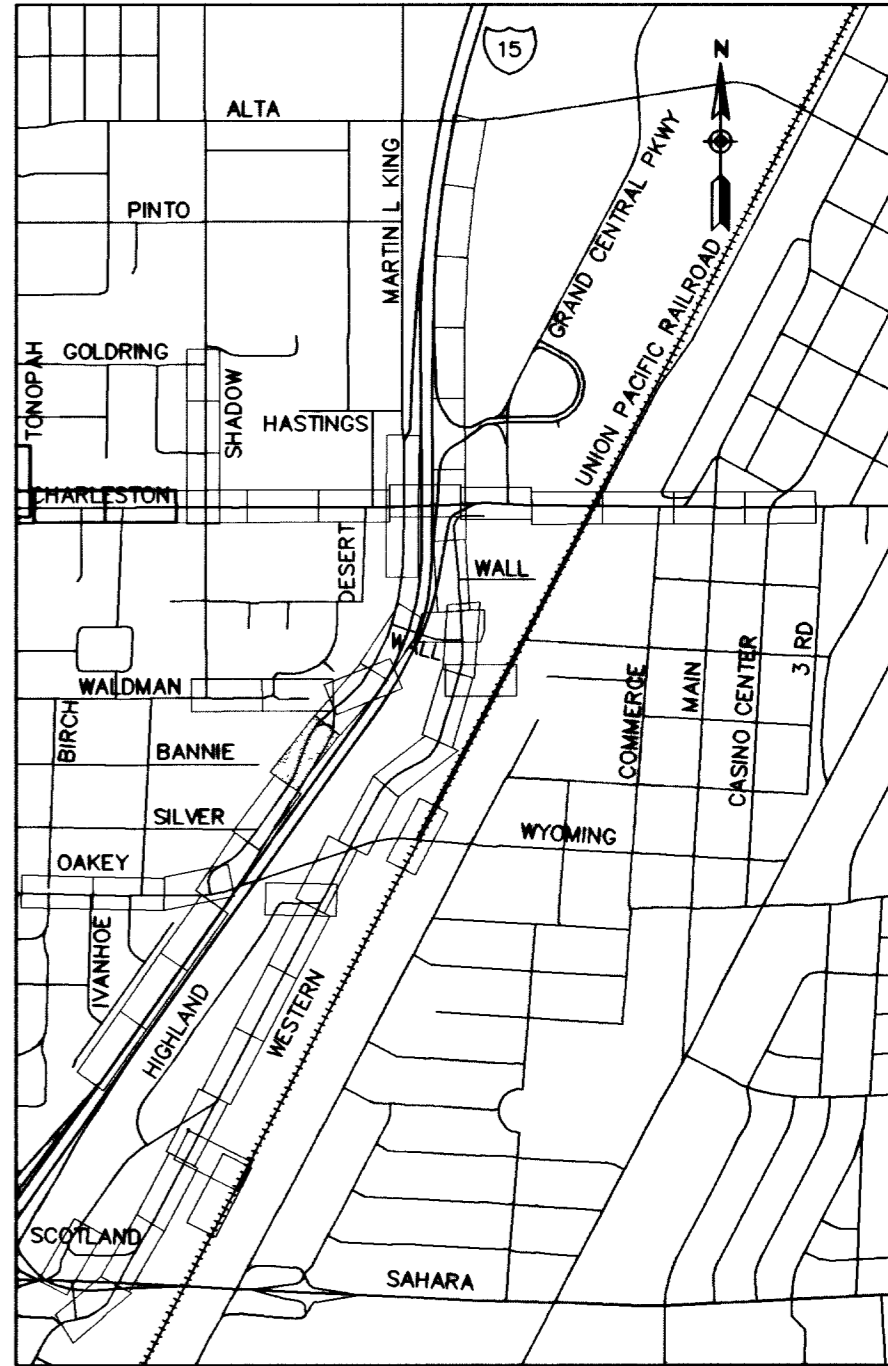 15
N
ALTA
MARTIN L KING
GRAND CENTRAL PKWY
PINTO
UNION PACIFIC RAILROAD
TONOPAH
GOLDRING
SHADOW
HASTINGS
CHARLESTON
DESERT
WALL
WALL
3 RD
WALDMAN
COMMERCE
MAIN
CASINO CENTER
BIRCH
BANNIE
SILVER
WYOMING
OAKEY
IVANHOE
HIGHLAND
WESTERN
SCOTLAND
SAHARA